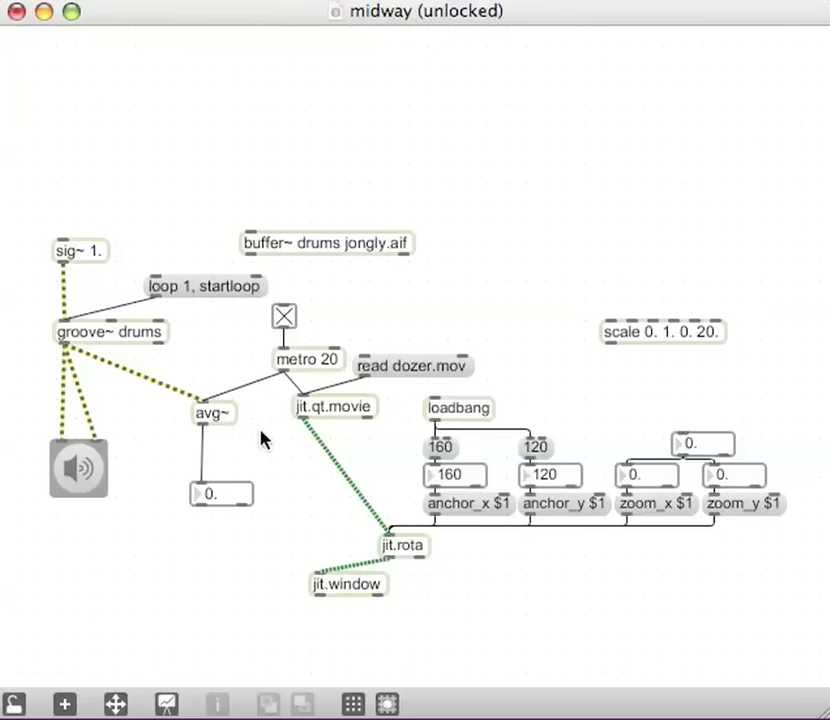 midway (unlocked)
sig~ 1.
buffer~ drums jongly.aif
loop 1, startloop
groove~ drums
scale 0. 1. 0. 20.
metro 20
read dozer.mov
avg~
jit.qt.movie
loadbang
160
120
0.
160
120
0.
0.
0.
anchor_x $1
anchor_y $1
zoom_x $1
zoom_y $1
jit.rota
jit.window